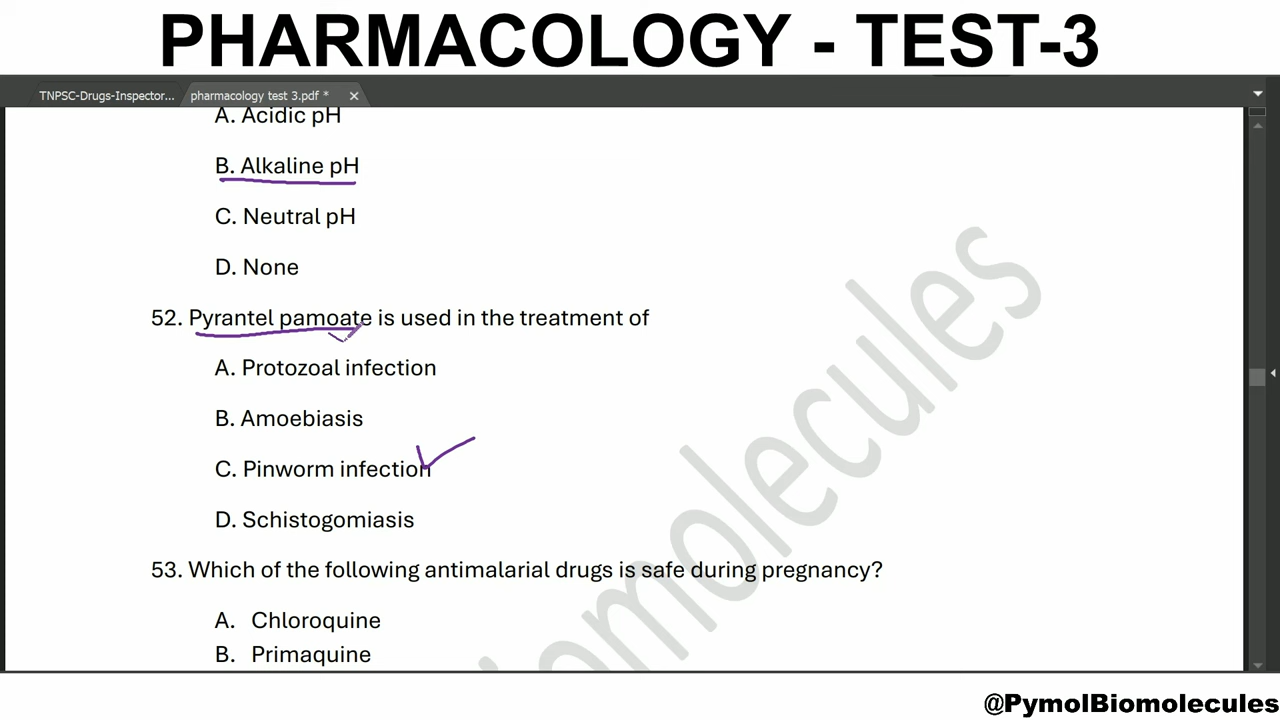 PHARMACOLOGY - TEST-3
TNPSC-Drugs-Inspector... pharmacology test 3.pdf *
A. Acidic pH
B. Alkaline pH
C. Neutral pH
D. None
52. Pyrantel pamoate is used in the treatment of
A. Protozoal infection
B. Amoebiasis
C. Pinworm infection
D. Schistogomiasis
53. Which of the following antimalarial drugs is safe during pregnancy?
A. Chloroquine
B. Primaquine
omolecules
@PymolBiomolecules